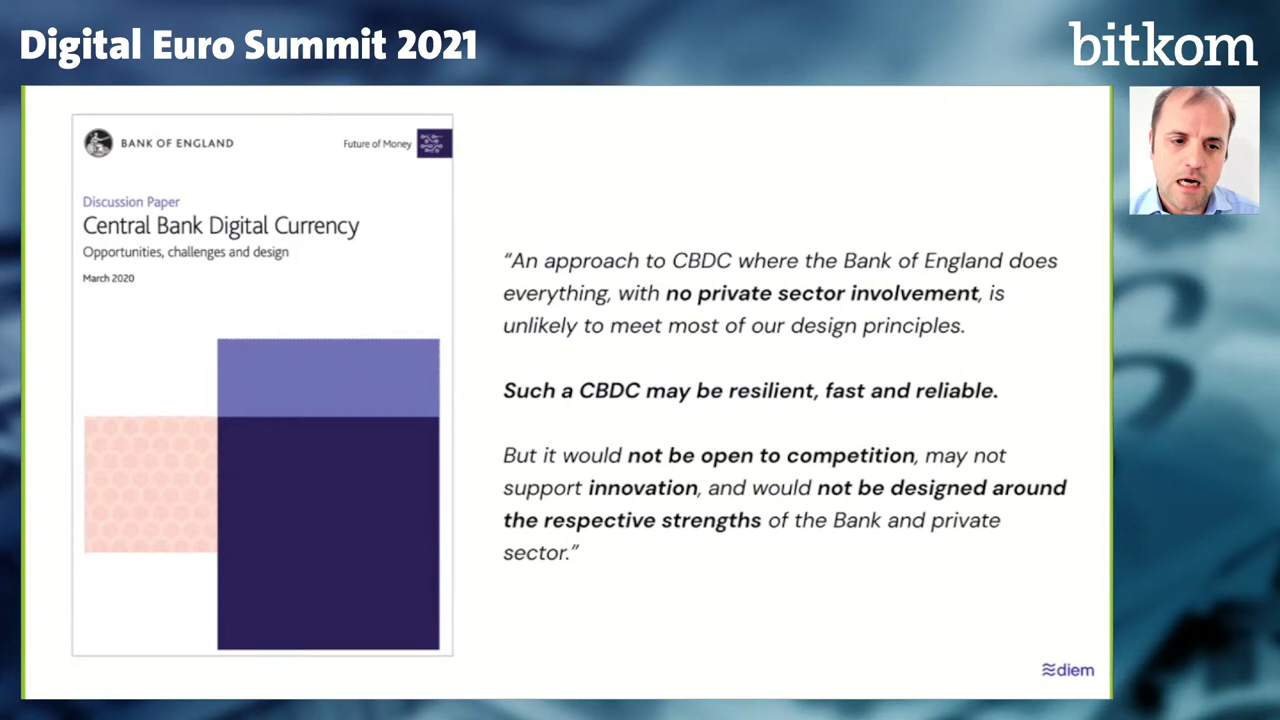 Digital Euro Summit 2021
bitkom
BANK OF ENGLAND
Future of Money
Discussion Paper
Central Bank Digital Currency
Opportunities, challenges and design
March 2020
“An approach to CBDC where the Bank of England does
everything, with no private sector involvement, is
unlikely to meet most of our design principles.
Such a CBDC may be resilient, fast and reliable.
But it would not be open to competition, may not
support innovation, and would not be designed around
the respective strengths of the Bank and private
sector.”
diem